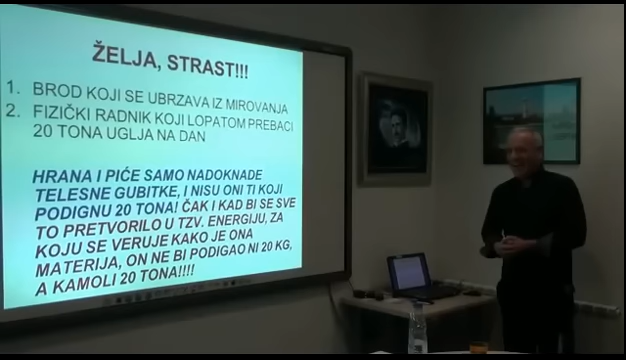 ŽELJA, STRAST!!!
1. BROD KOJI SE UBRZAVA IZ MIROVANJA
2. FIZIČKI RADNIK KOJI LOPATOM PREBACI
20 TONA UGLJA NA DAN
HRANA I PIĆE SAMO NADOKNADE
TELESNE GUBITKE, I NISU ONI TI KOJI
PODIGNU 20 TONA! ČAK I KAD BI SE SVE
TO PRETVORILO U TZV. ENERGIJU, ZA
KOJU SE VERUJE KAKO JE ONA
MATERIJA, ON NE BI PODIGAO NI 20 KG,
A KAMOLI 20 TONA!!!!